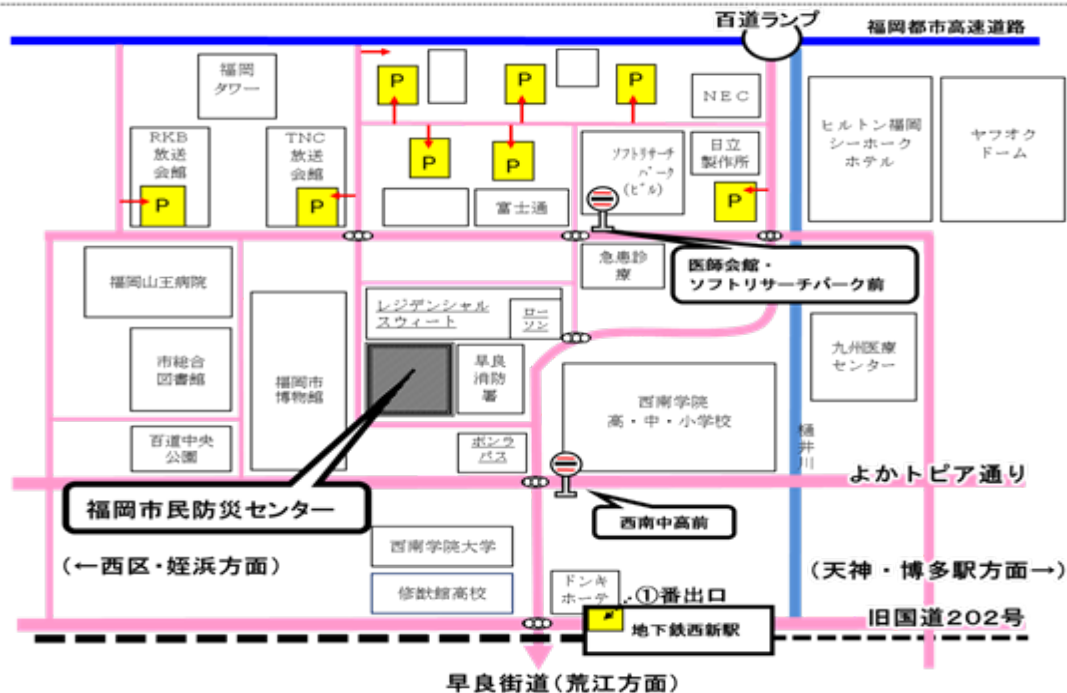 百道ランプ
福岡都市高速道路
福岡
タワー
P
P
P
NEC
RKB
放送
会館
TNC
放送
会館
P
P
ソフトリサーチ
パーク
(ビル)
日立
製作所
ヒルトン福岡
シーホーク
ホテル
ヤフオク
ドーム
P
P
P
富士通
福岡山王病院
急患診
療
医師会館・
ソフトリサーチパーク前
レジデンシャル
スウィート
ローソン
市総合
図書館
福岡市
博物館
早良
消防
署
九州医療
センター
西南学院
高・中・小学校
百道中央
公園
ボンラ
パス
樋井川
よかトピア通り
福岡市民防災センター
西南中高前
(←西区・姪浜方面)
西南学院大学
(天神・博多駅方面→)
修猷館高校
ドンキ
ホーテ
①番出口
地下鉄西新駅
旧国道202号
早良街道(荒江方面)